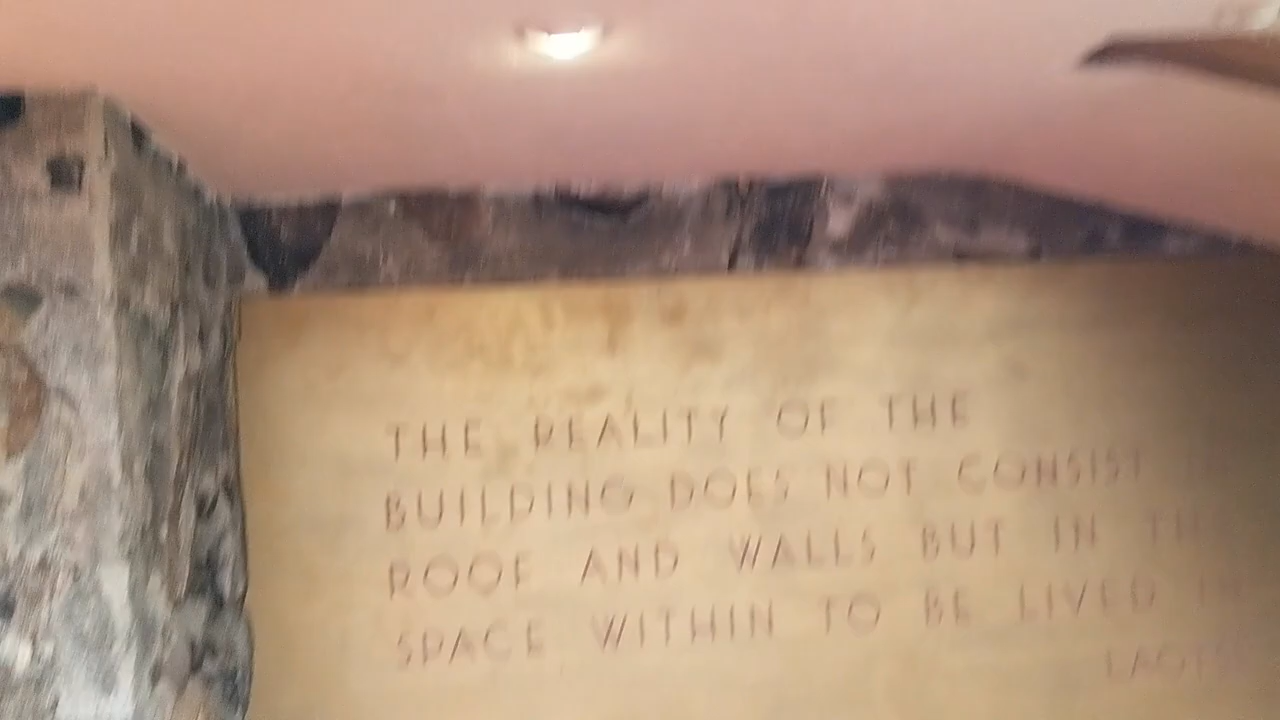 THE REALITY OF THE
BUILDING DOES NOT CONSIST
ROOF AND WALLS BUT IN
SPACE WITHIN TO BE LIVED